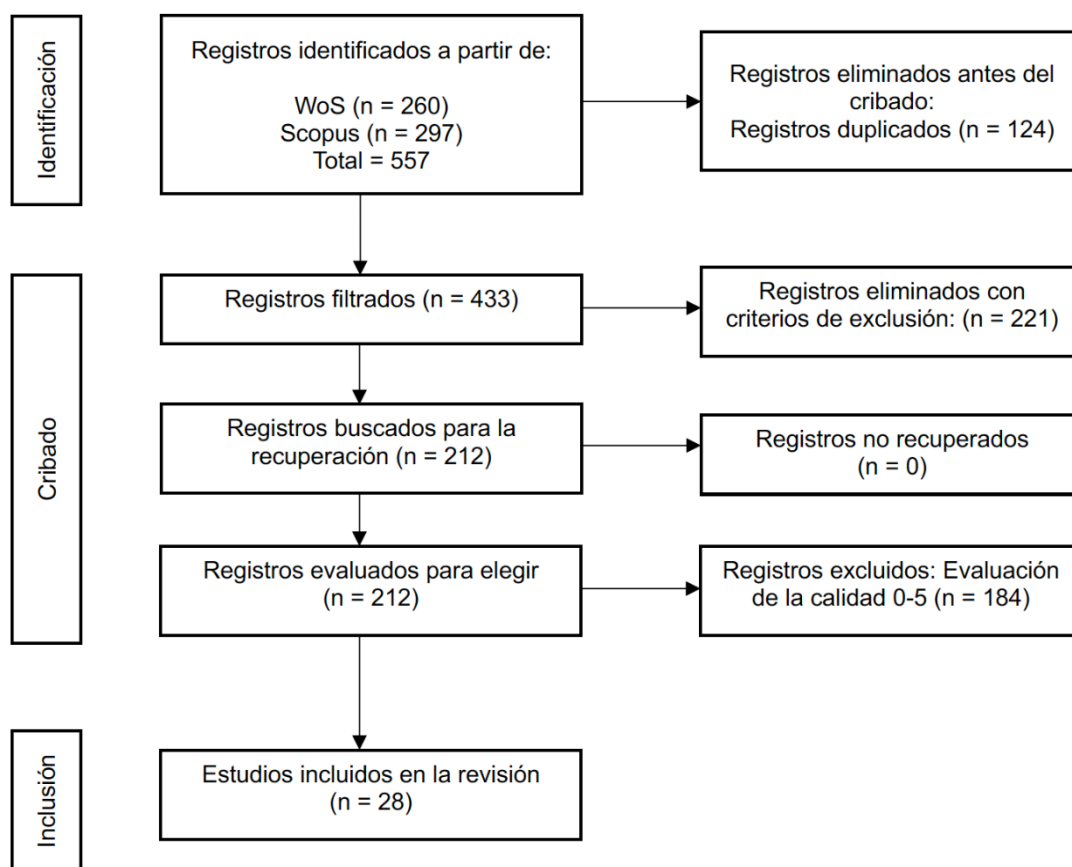 Identificación
Registros identificados a partir de:
WoS (n = 260)
Scopus (n = 297)
Total = 557
Registros eliminados antes del
cribado:
Registros duplicados (n = 124)
Cribado
Registros filtrados (n = 433)
Registros eliminados con
criterios de exclusión: (n = 221)
Registros buscados para la
recuperación (n = 212)
Registros no recuperados
(n = 0)
Registros evaluados para elegir
(n = 212)
Registros excluidos: Evaluación
de la calidad 0-5 (n = 184)
Inclusión
Estudios incluidos en la revisión
(n = 28)